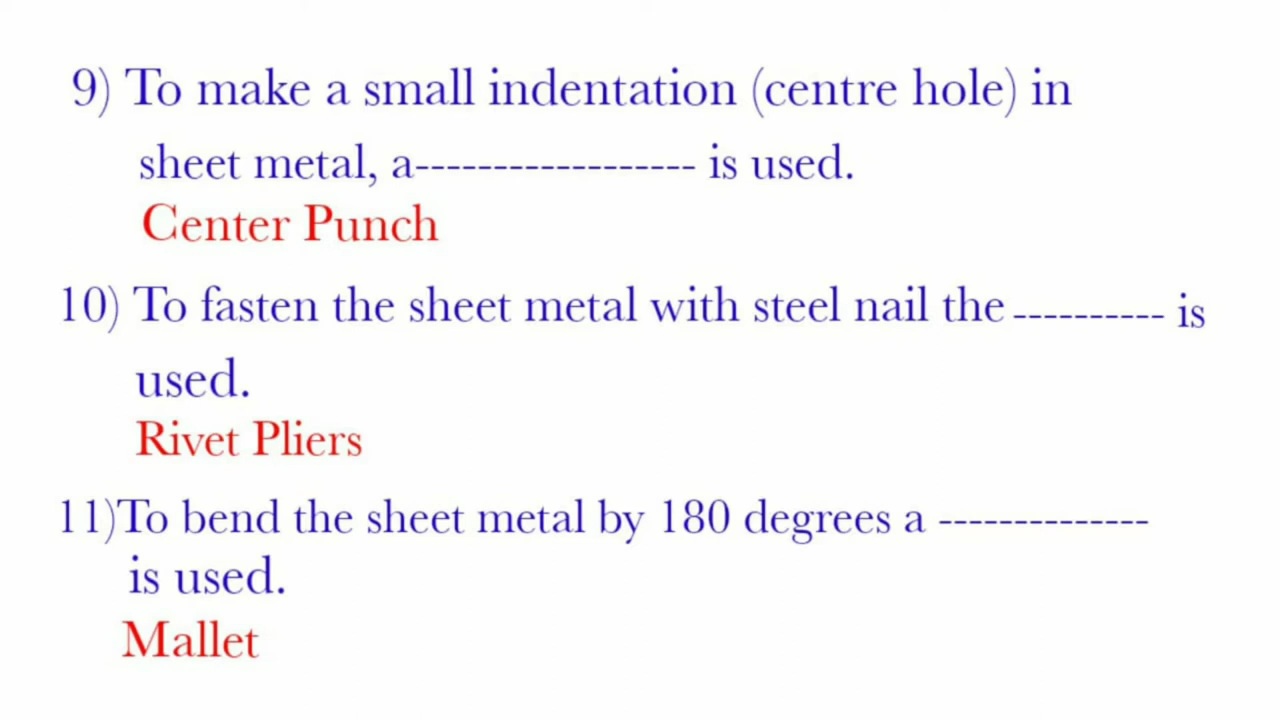 9) To make a small indentation (centre hole) in
sheet metal, a------------------ is used.
Center Punch
10) To fasten the sheet metal with steel nail the ---------- is
used.
Rivet Pliers
11)To bend the sheet metal by 180 degrees a --------------
is used.
Mallet